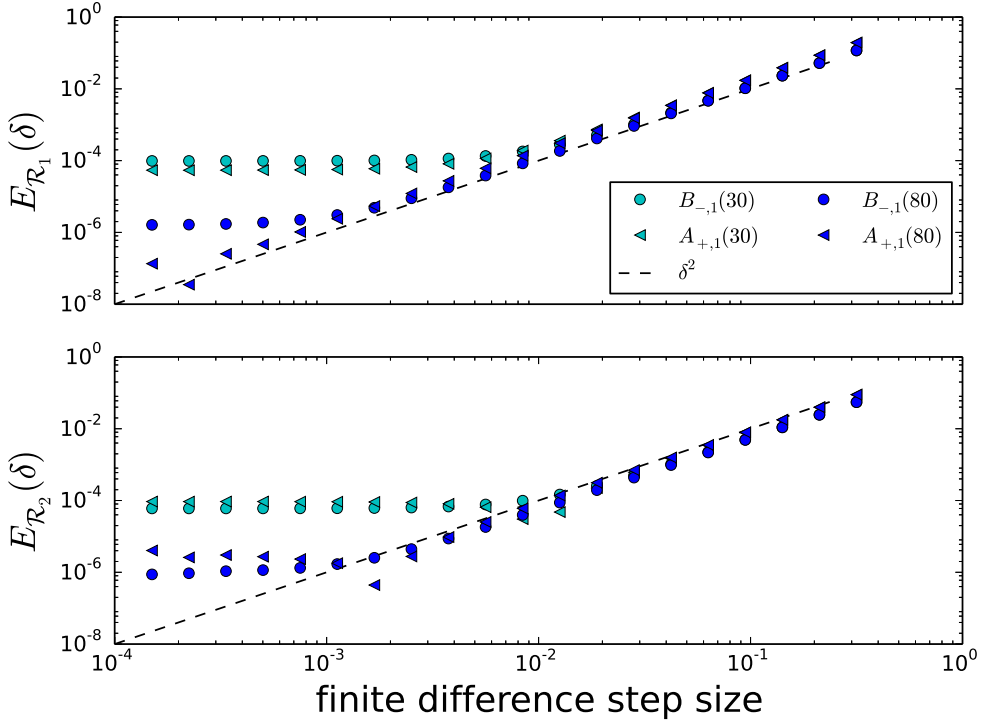 10^0
10^-2
10^-4
10^-6
10^-8
E_{R_1}(δ)
B_{-,1}(30) B_{-,1}(80)
A_{+,1}(30) A_{+,1}(80)
δ^2
10^0
10^-2
10^-4
10^-6
10^-8
E_{R_2}(δ)
10^-4 10^-3 10^-2 10^-1 10^0
finite difference step size